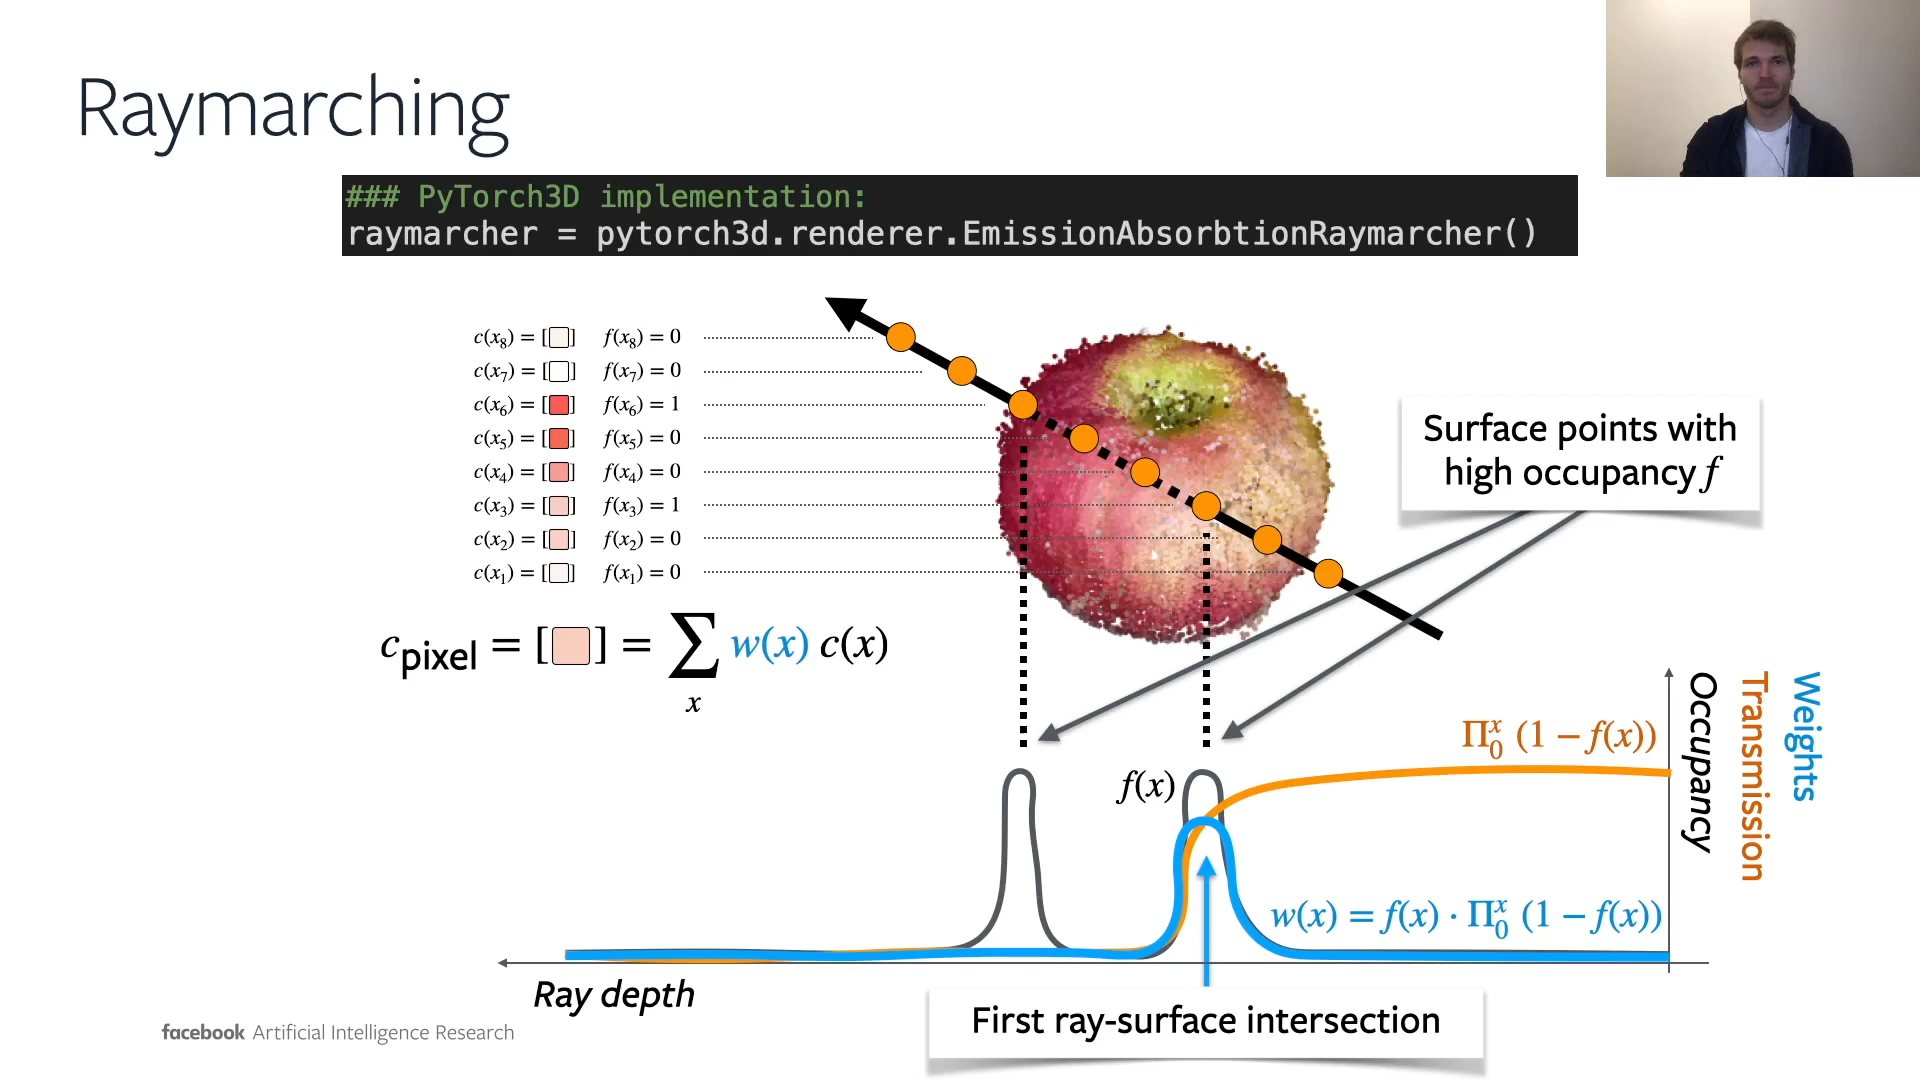 Raymarching
### PyTorch3D implementation:
raymarcher = pytorch3d.renderer.EmissionAbsorbtionRaymarcher()
c(x₈) = [ ] f(x₈) = 0
c(x₇) = [ ] f(x₇) = 0
c(x₆) = [ ] f(x₆) = 1
c(x₅) = [ ] f(x₅) = 0
c(x₄) = [ ] f(x₄) = 0
c(x₃) = [ ] f(x₃) = 1
c(x₂) = [ ] f(x₂) = 0
c(x₁) = [ ] f(x₁) = 0
Surface points with
high occupancy f
c_pixel = [ ] = ∑_x w(x) c(x)
Π₀ˣ (1 − f(x))
f(x)
w(x) = f(x) · Π₀ˣ (1 − f(x))
Occupancy
Transmission
Weights
Ray depth
First ray-surface intersection
facebook Artificial Intelligence Research